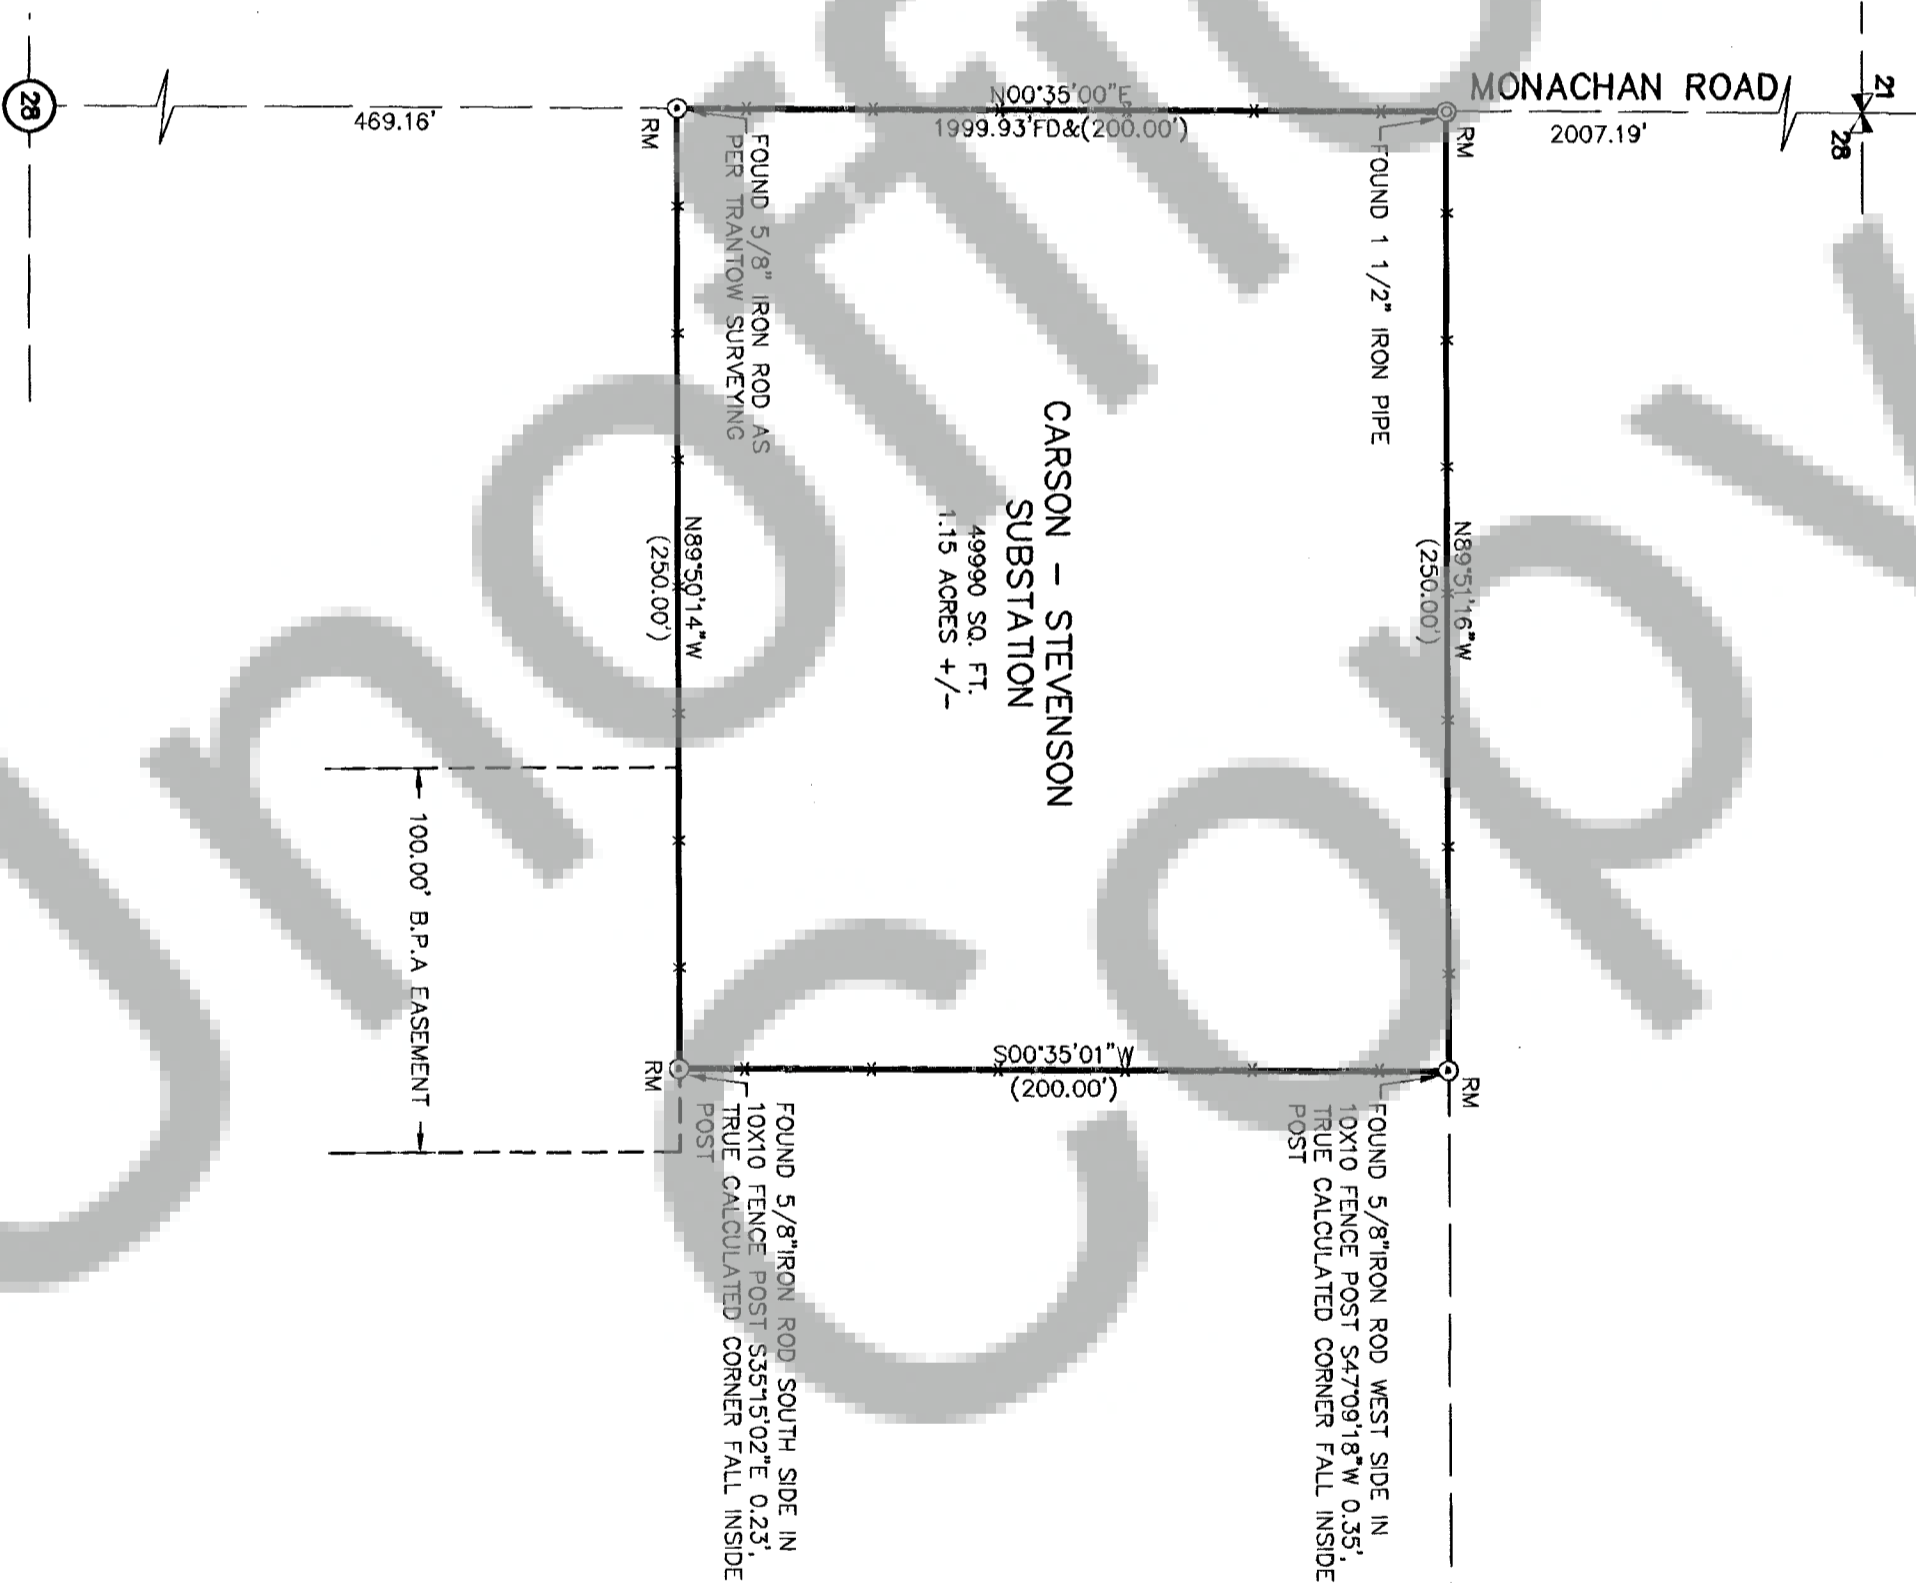 MONACHAN ROAD
21
28
2007.19'
28
469.16'
N00°35'00"E
1999.93'FD&(200.00')
RM
RM
FOUND 1 1/2" IRON PIPE
FOUND 5/8" IRON ROD AS
PER TRANTOW SURVEYING
N89°51'16"W
(250.00')
CARSON - STEVENSON
SUBSTATION
49990 SQ. FT.
1.15 ACRES +/-
N89°50'14"W
(250.00')
100.00' B.P.A EASEMENT
S00°35'01"W
(200.00')
RM
RM
FOUND 5/8"IRON ROD WEST SIDE IN
10X10 FENCE POST S47°09'18"W 0.35',
TRUE CALCULATED CORNER FALL INSIDE
POST
FOUND 5/8"IRON ROD SOUTH SIDE IN
10X10 FENCE POST S35°15'02"E 0.23',
TRUE CALCULATED CORNER FALL INSIDE
POST
Copy